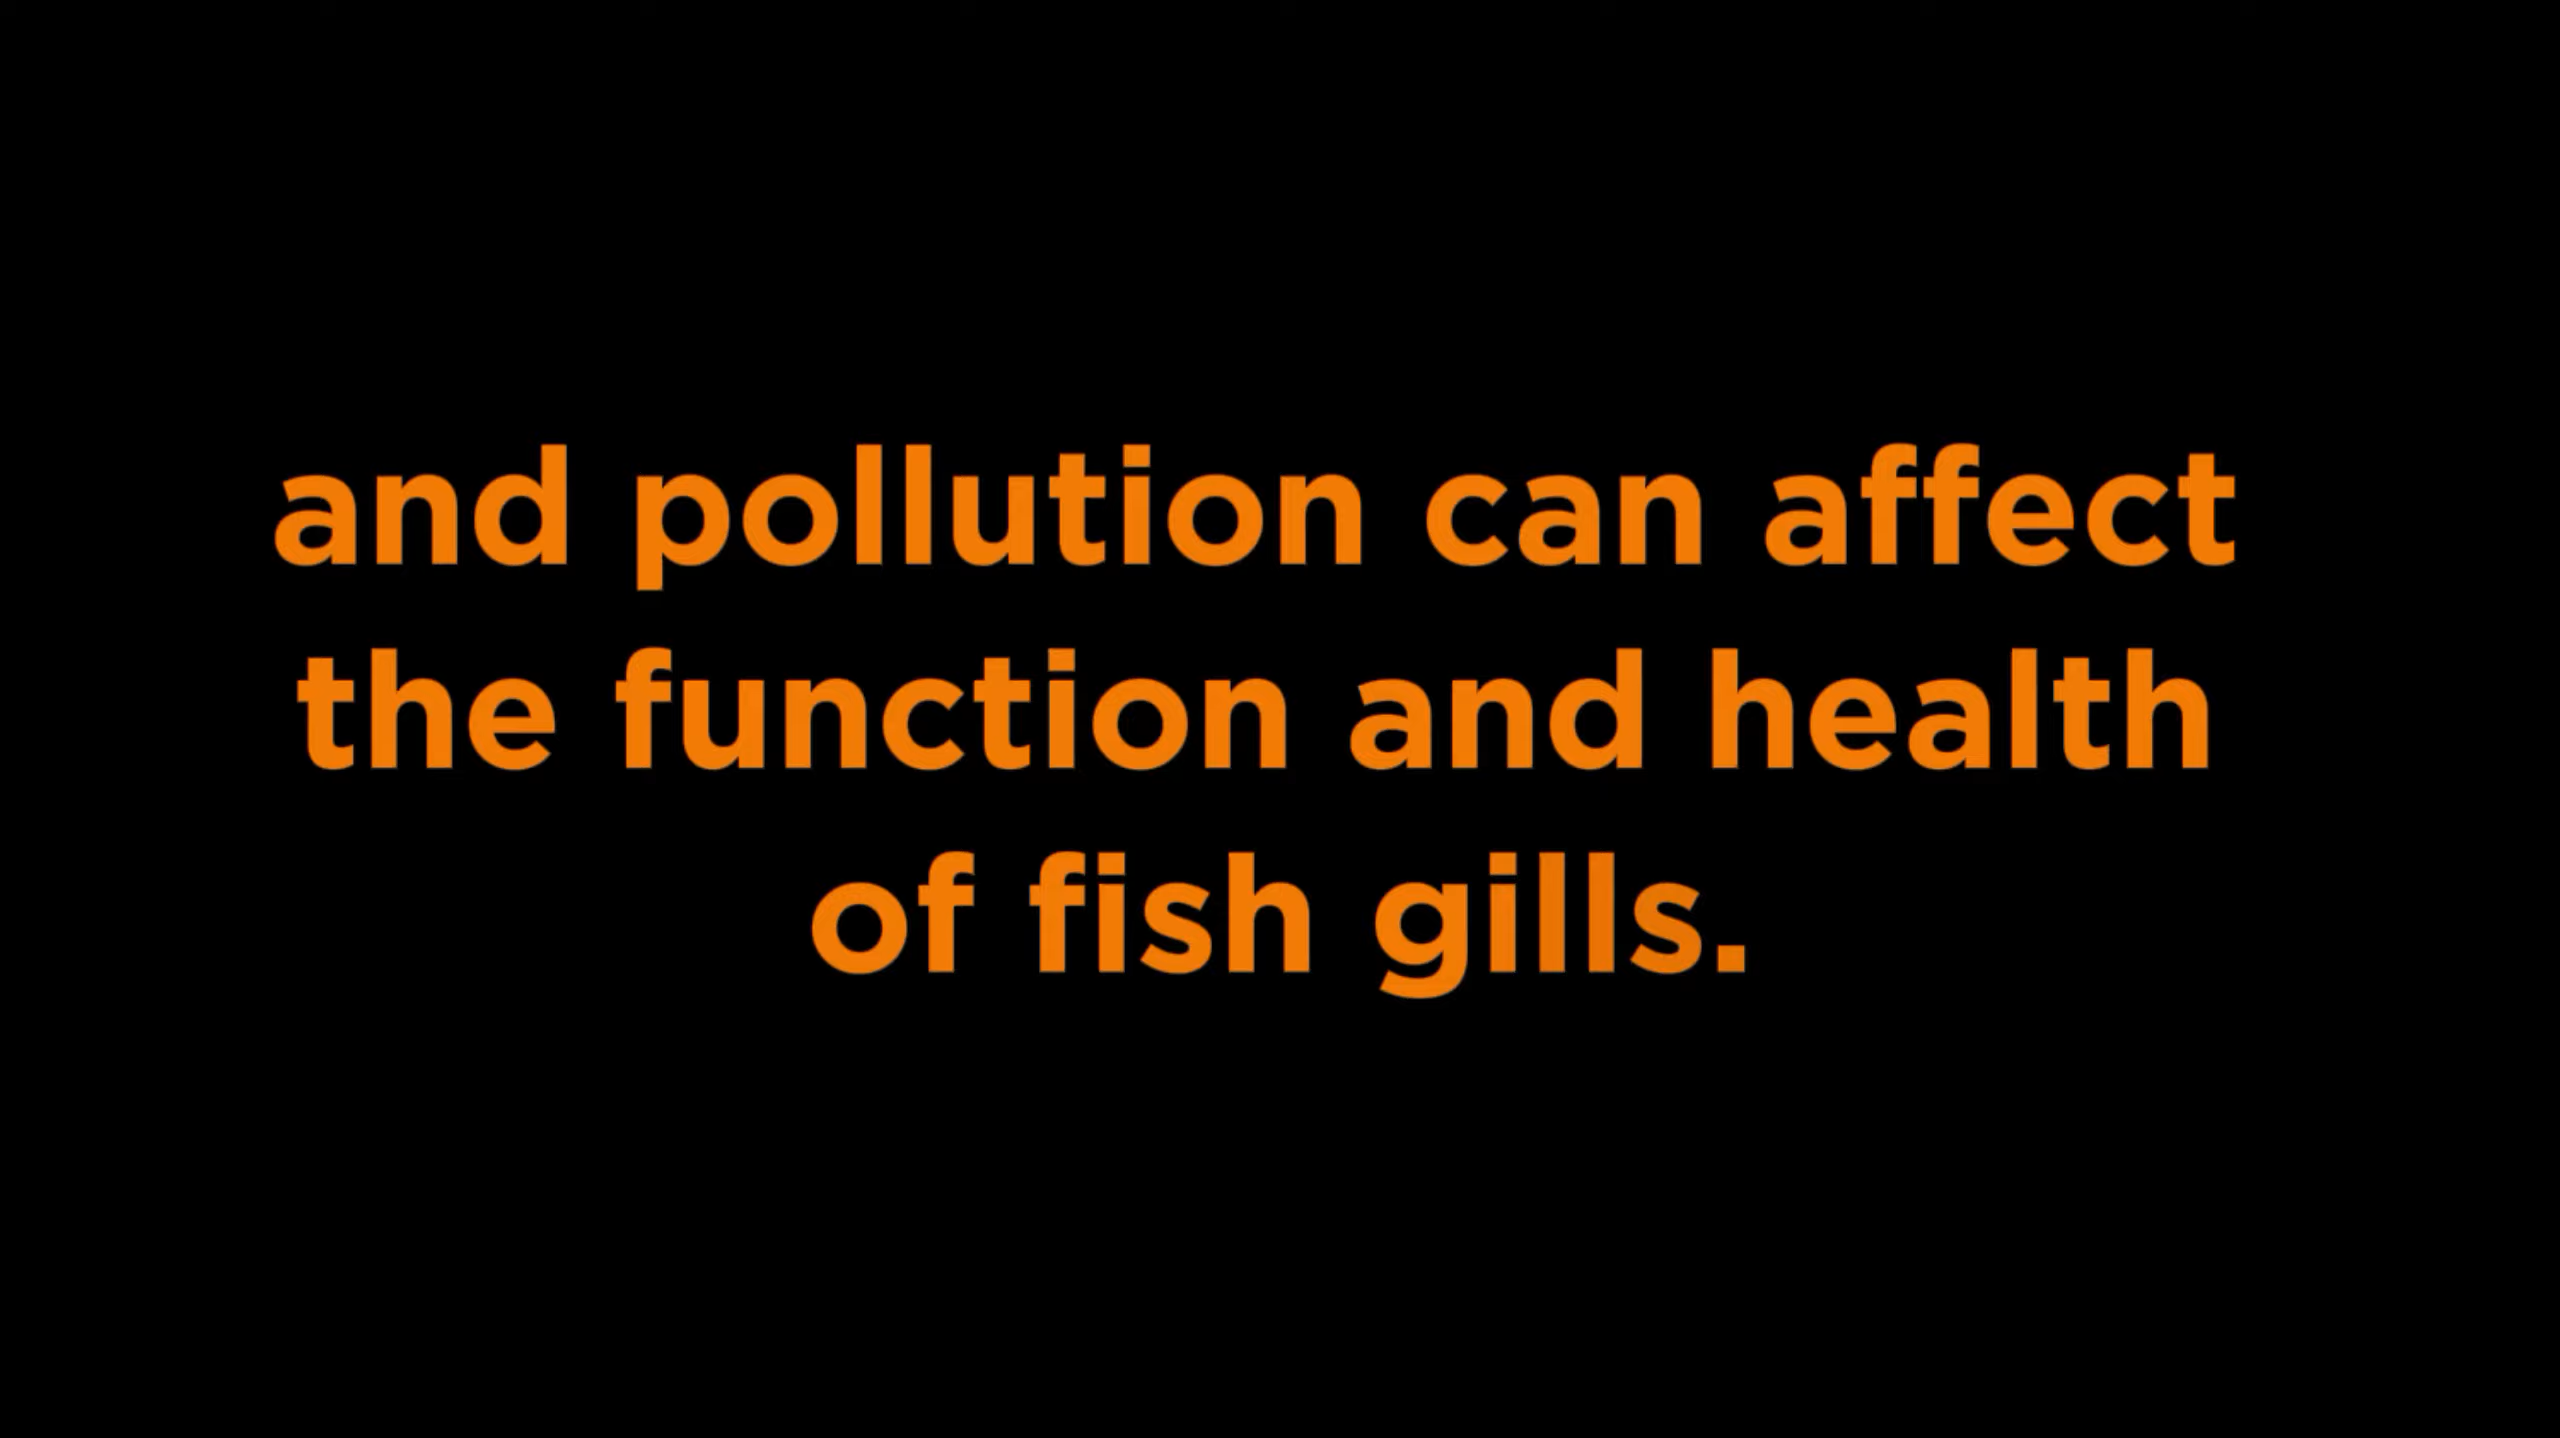 and pollution can affect
the function and health
of fish gills.